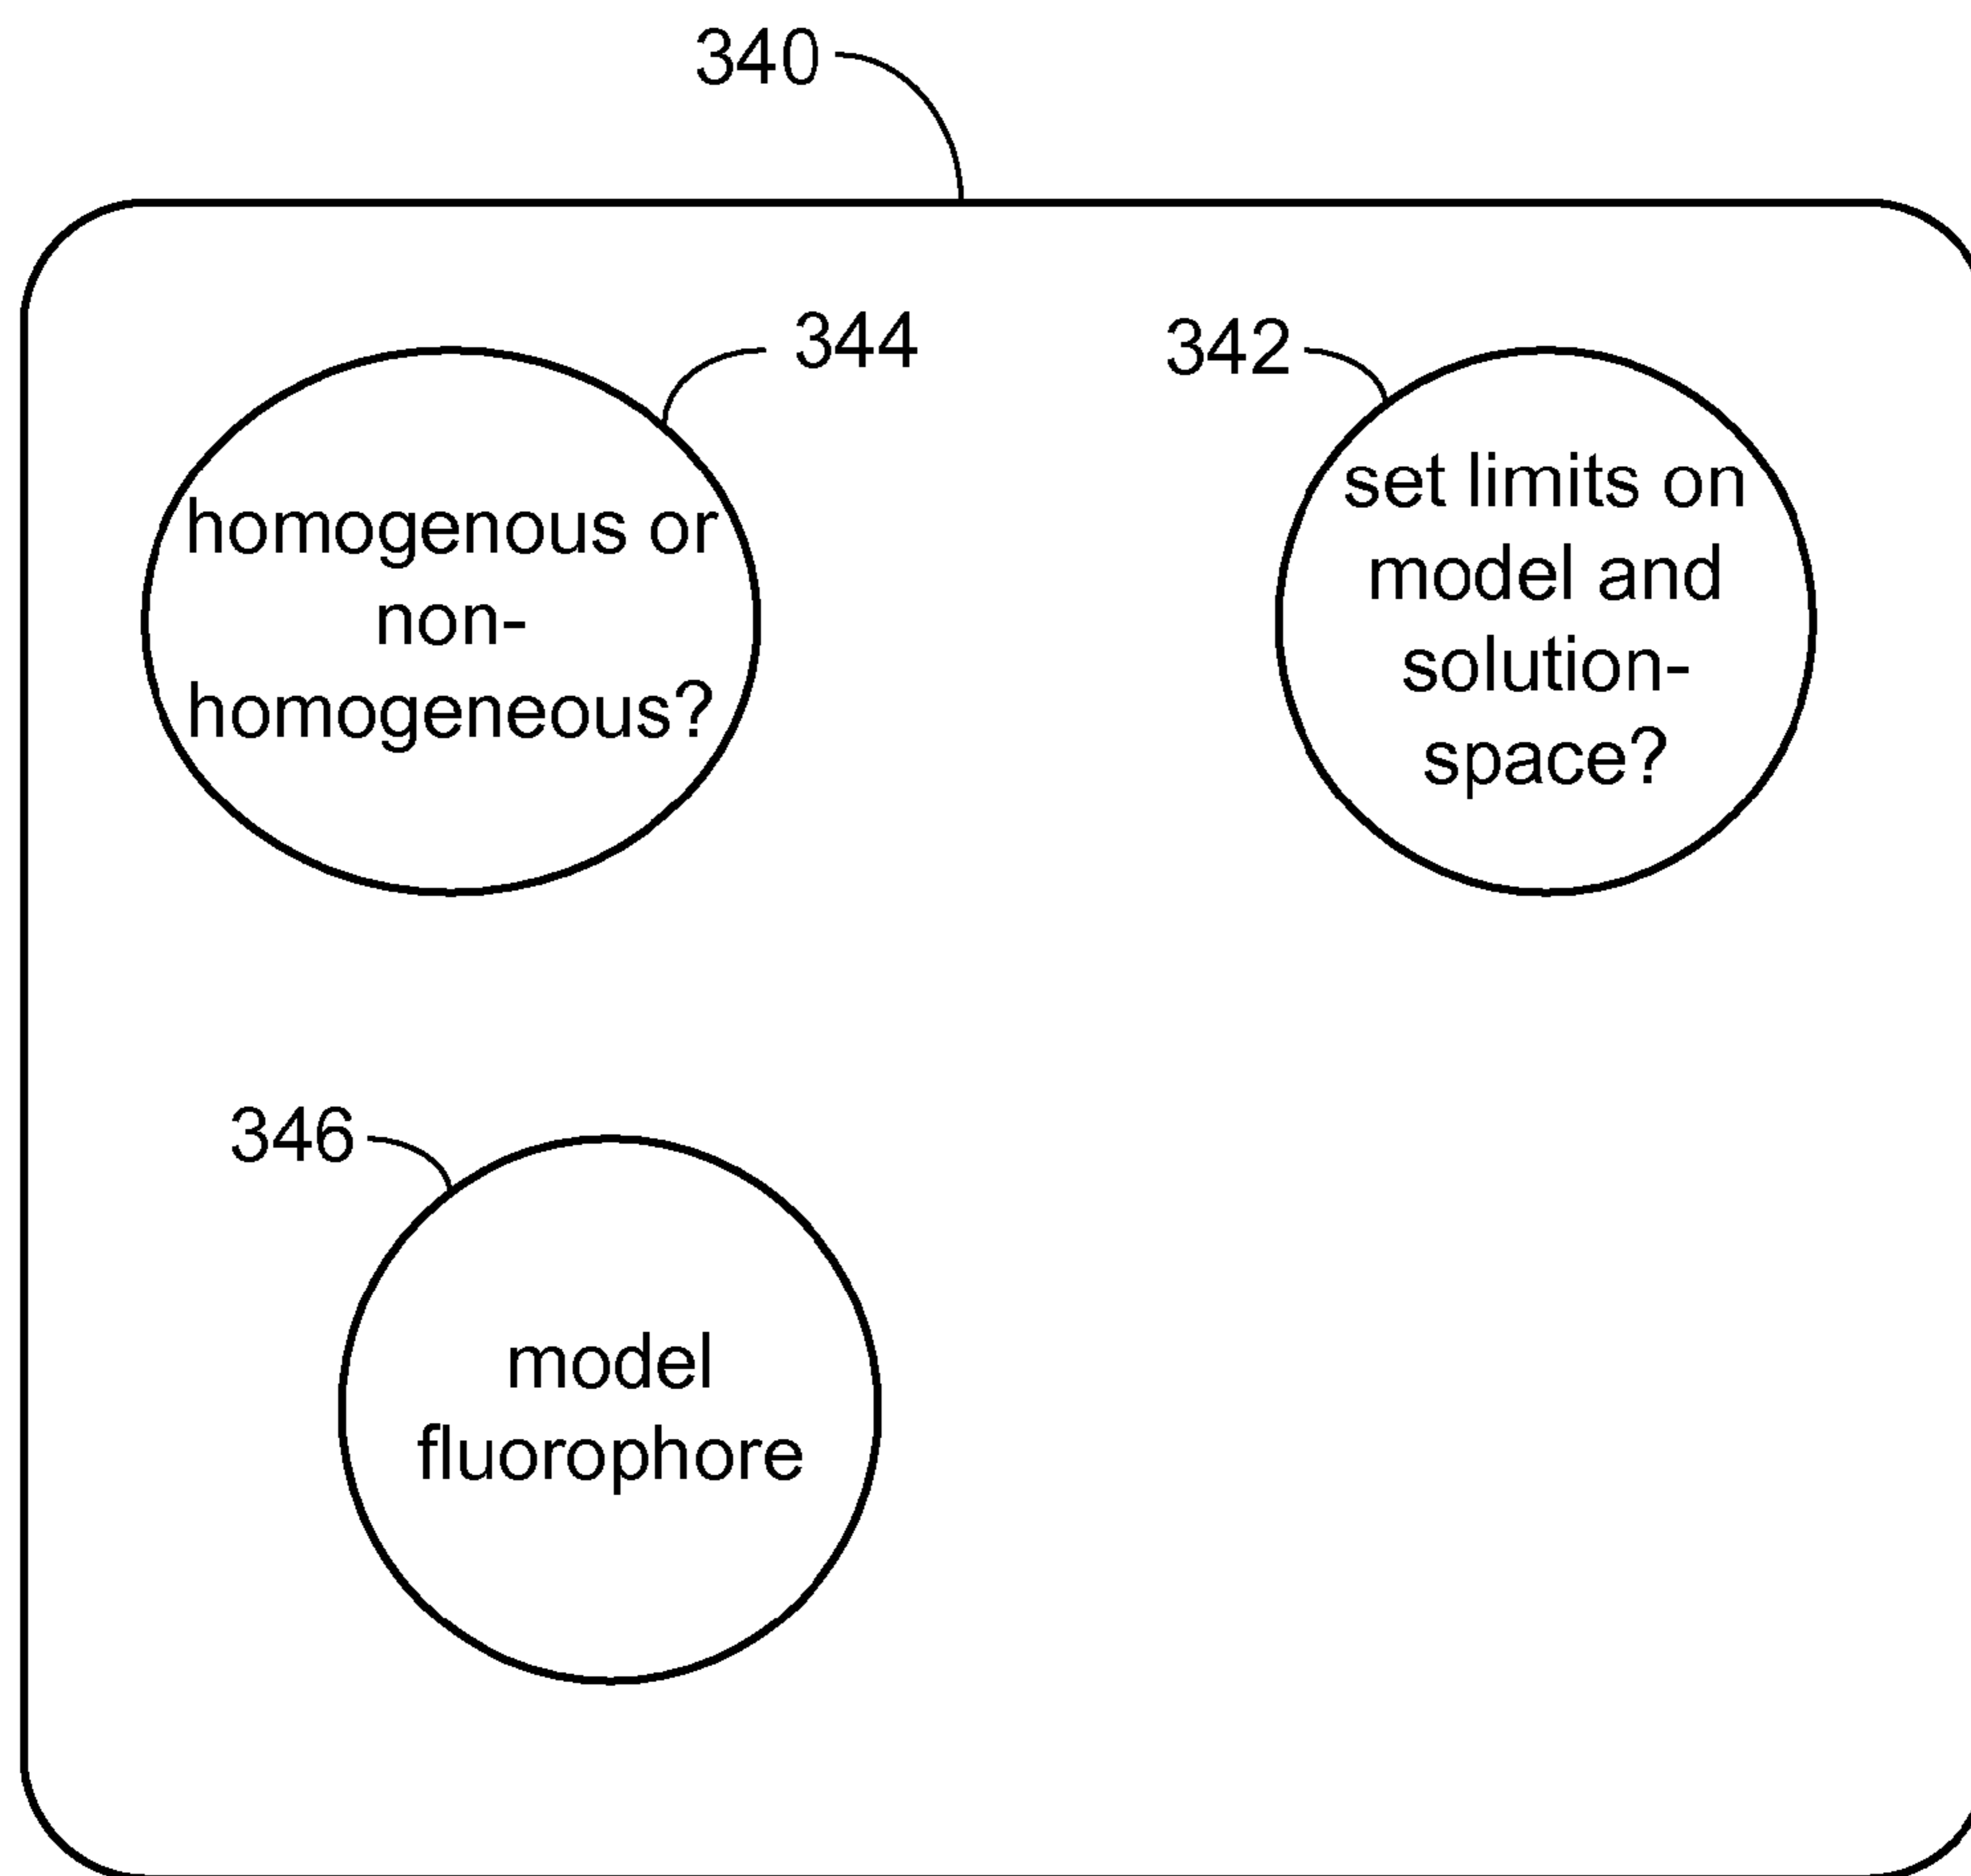 340
344
homogenous or
non-
homogeneous?
342
set limits on
model and
solution-
space?
346
model
fluorophore